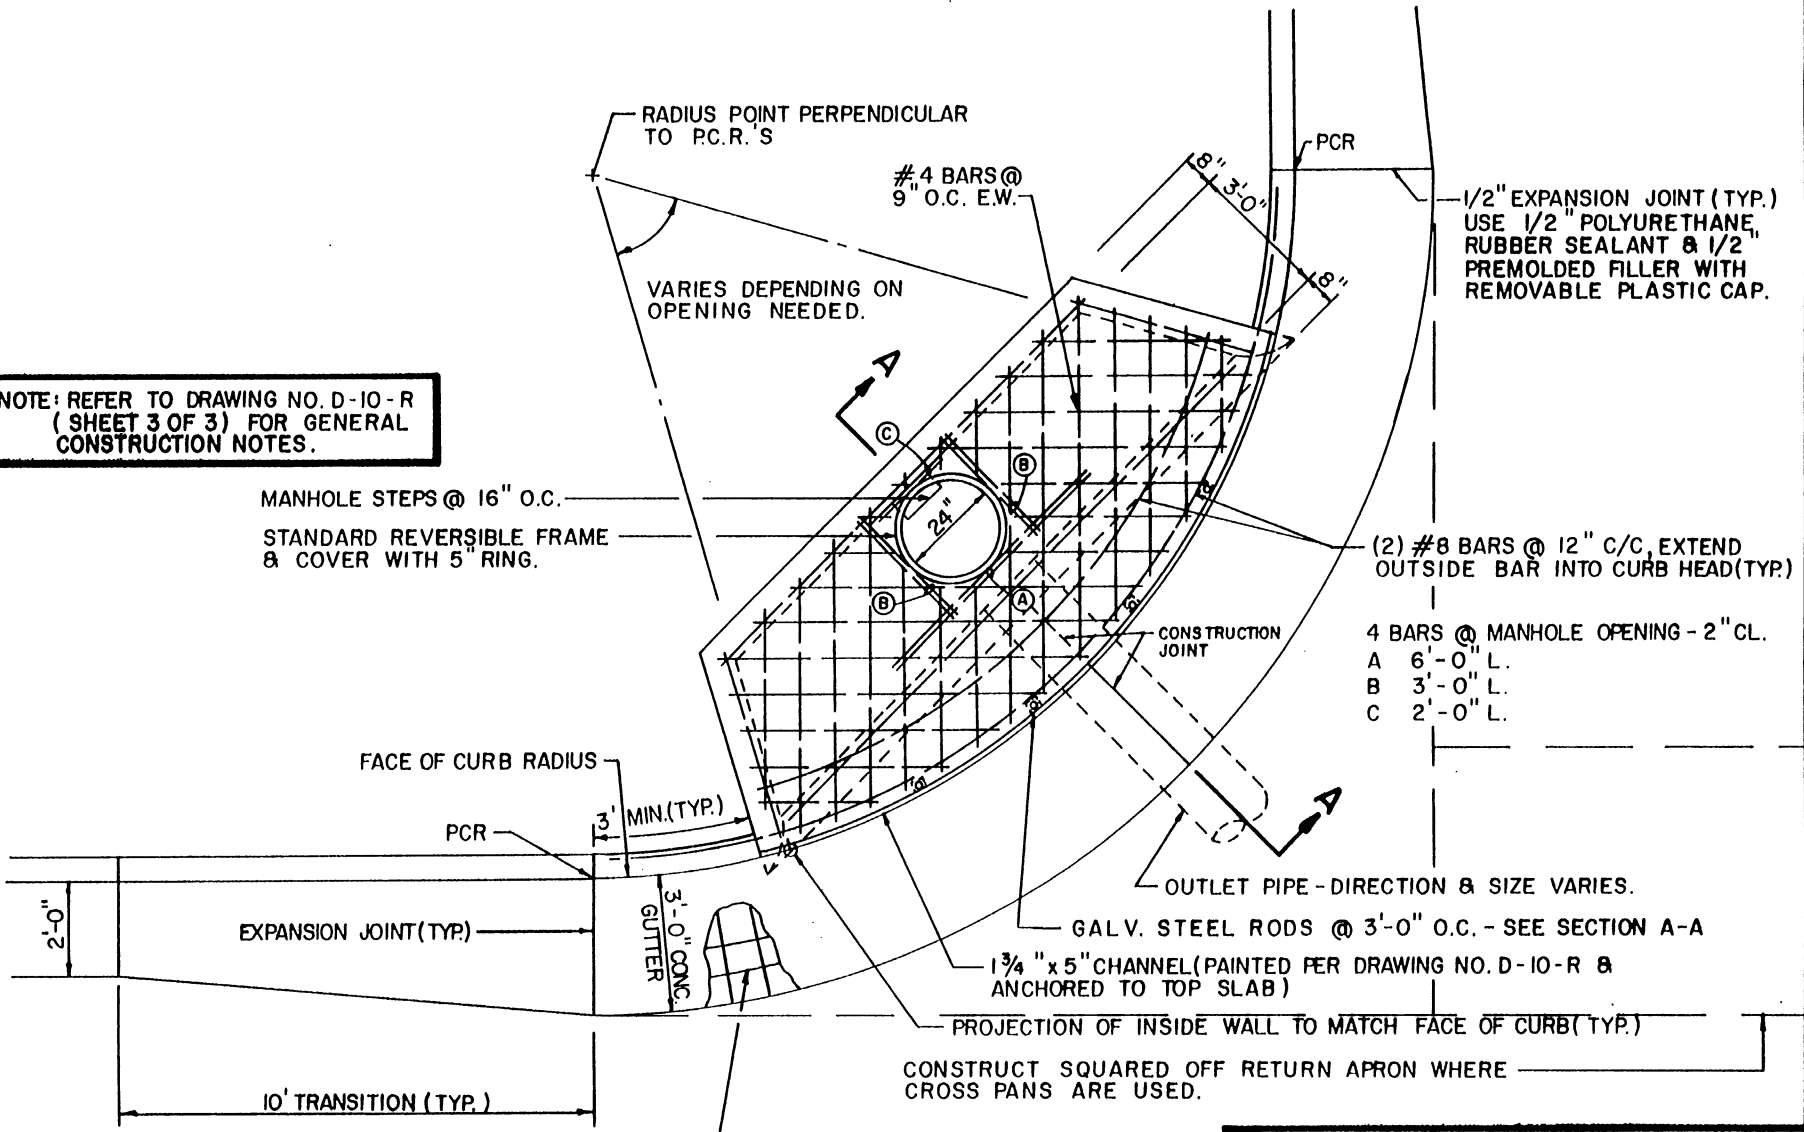 RADIUS POINT PERPENDICULAR
TO P.C.R.'S
#4 BARS @
9" O.C. E.W.
8"
3'-0"
8"
PCR
1/2" EXPANSION JOINT (TYP.)
USE 1/2" POLYURETHANE
RUBBER SEALANT & 1/2"
PREMOLDED FILLER WITH
REMOVABLE PLASTIC CAP.
VARIES DEPENDING ON
OPENING NEEDED.
A
NOTE: REFER TO DRAWING NO. D-10-R
(SHEET 3 OF 3) FOR GENERAL
CONSTRUCTION NOTES.
C
B
MANHOLE STEPS @ 16" O.C.
24"
STANDARD REVERSIBLE FRAME
& COVER WITH 5" RING.
(2) #8 BARS @ 12" C/C, EXTEND
OUTSIDE BAR INTO CURB HEAD (TYP.)
B
A
CONSTRUCTION
JOINT
4 BARS @ MANHOLE OPENING - 2" CL.
A 6'-0" L.
B 3'-0" L.
C 2'-0" L.
FACE OF CURB RADIUS
3' MIN. (TYP.)
PCR
A
OUTLET PIPE - DIRECTION & SIZE VARIES.
2'-0"
EXPANSION JOINT (TYP.)
3'-0" CONC.
GUTTER
GALV. STEEL RODS @ 3'-0" O.C. - SEE SECTION A-A
1 3/4" x 5" CHANNEL (PAINTED PER DRAWING NO. D-10-R &
ANCHORED TO TOP SLAB)
PROJECTION OF INSIDE WALL TO MATCH FACE OF CURB (TYP.)
CONSTRUCT SQUARED OFF RETURN APRON WHERE
CROSS PANS ARE USED.
10' TRANSITION (TYP.)